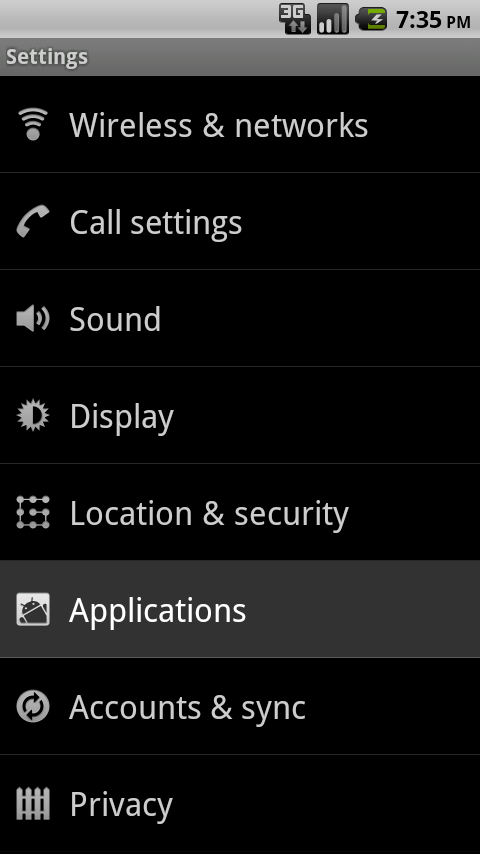 3G 7:35 PM
Settings
Wireless & networks
Call settings
Sound
Display
Location & security
Applications
Accounts & sync
Privacy